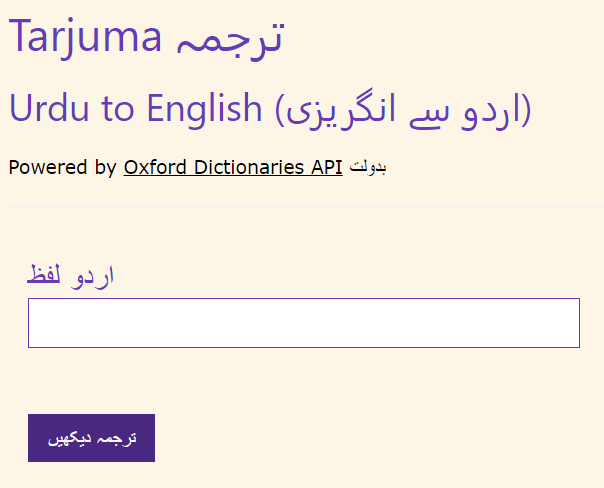 Tarjuma ترجمہ
Urdu to English (اردو سے انگریزی)
Powered by Oxford Dictionaries API بدولت
اردو لفظ
ترجمہ دیکھیں